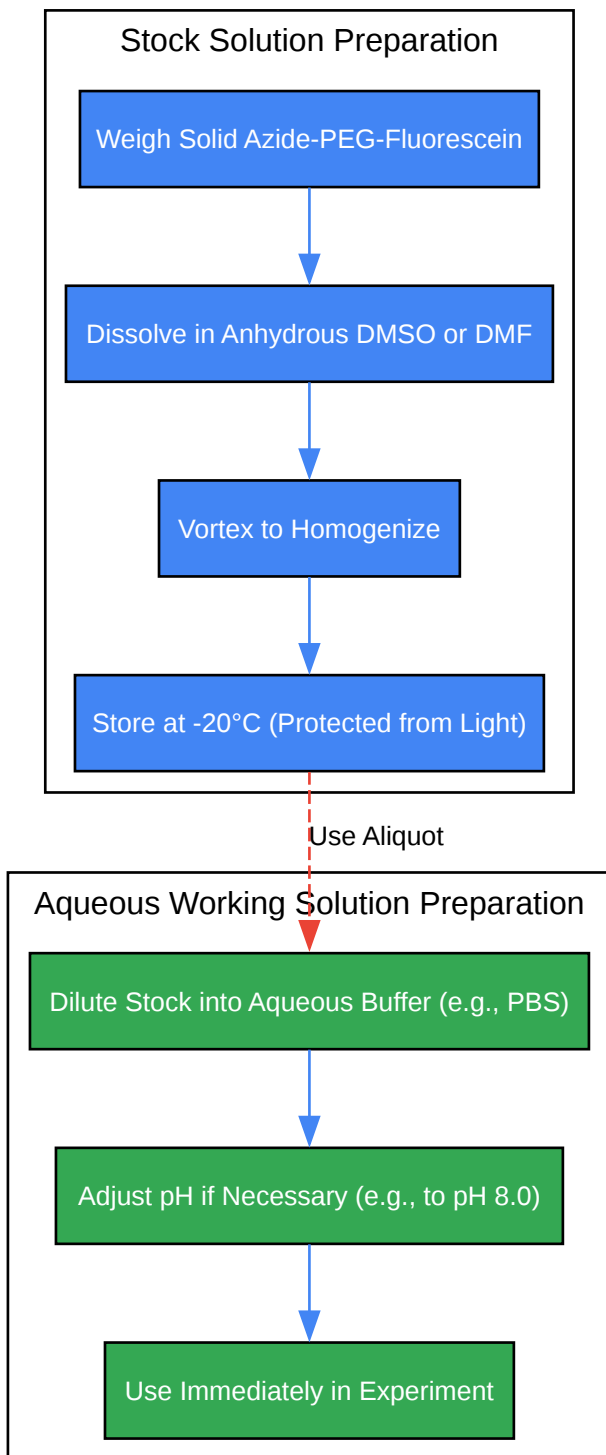 Stock Solution Preparation
Weigh Solid Azide-PEG-Fluorescein
Dissolve in Anhydrous DMSO or DMF
Vortex to Homogenize
Store at -20°C (Protected from Light)
Use Aliquot
Aqueous Working Solution Preparation
Dilute Stock into Aqueous Buffer (e.g., PBS)
Adjust pH if Necessary (e.g., to pH 8.0)
Use Immediately in Experiment